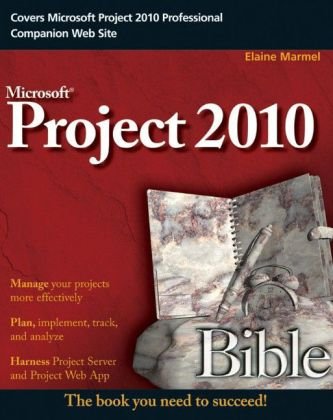 Covers Microsoft Project 2010 Professional
Companion Web Site
Elaine Marmel
Microsoft®
Project 2010
Manage your projects
more effectively
Plan, implement, track,
and analyze
Harness Project Server
and Project Web App
Bible
The book you need to succeed!